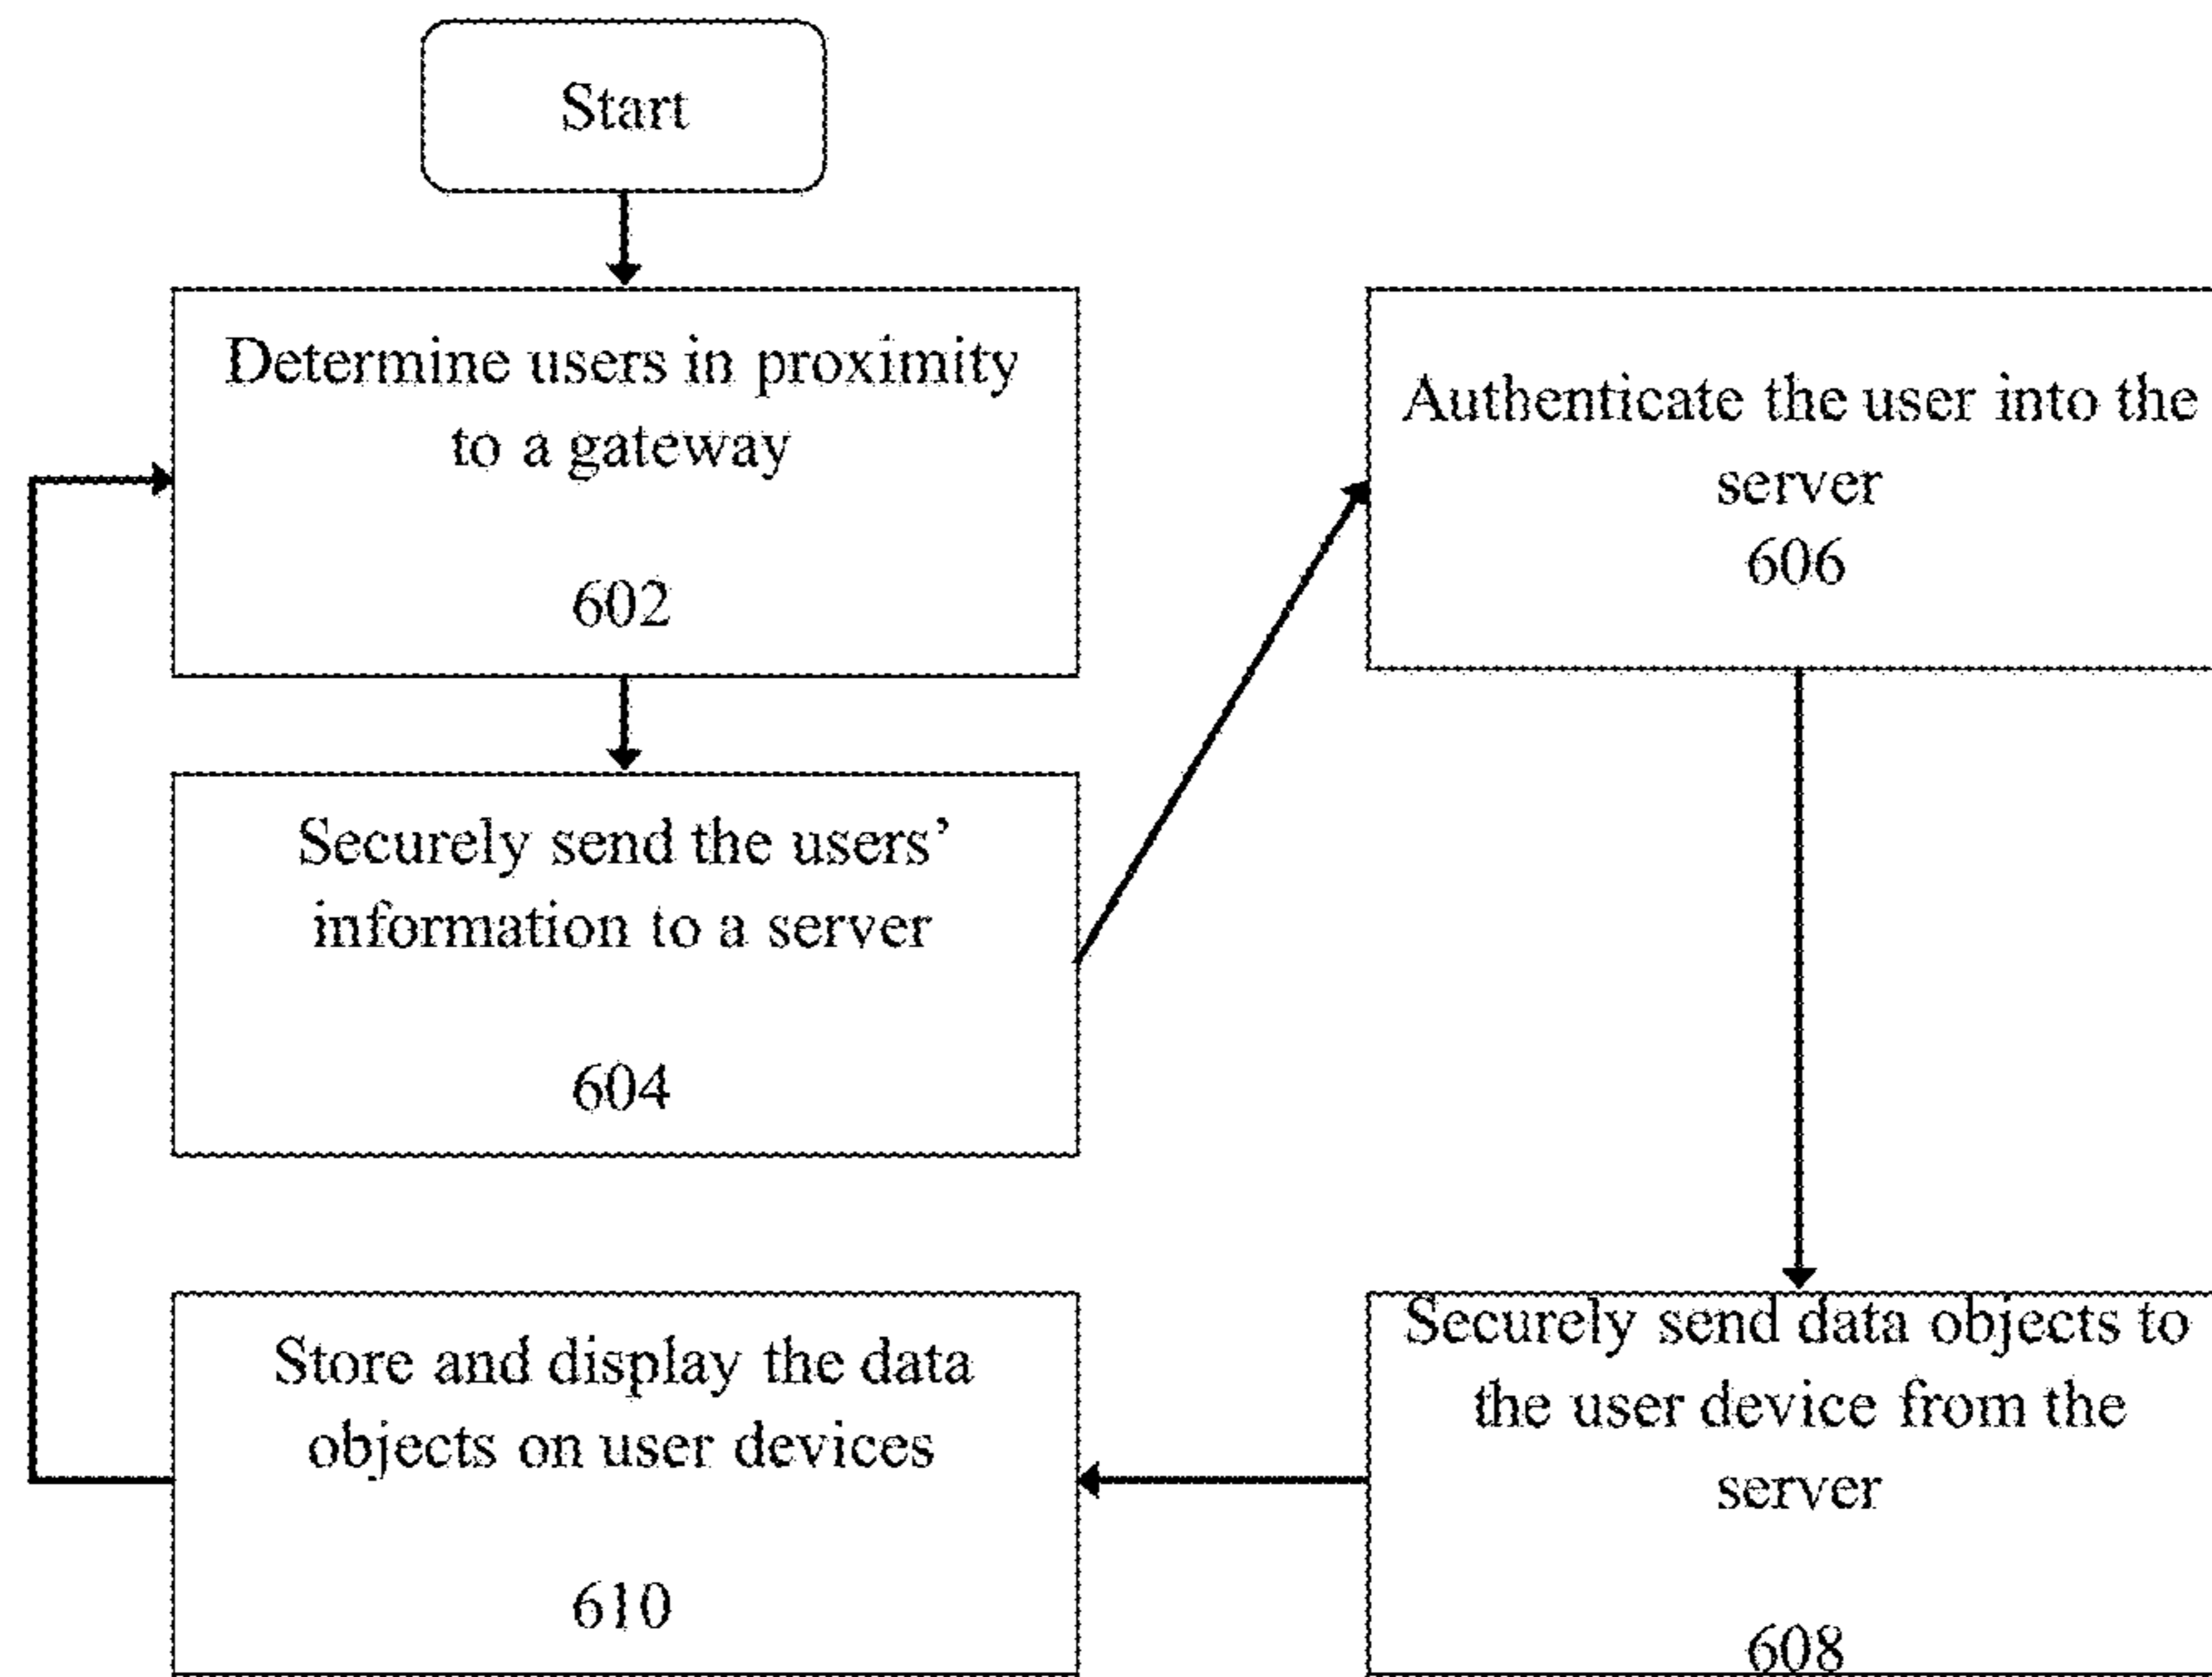 Start
Determine users in proximity
to a gateway
602
Securely send the users’
information to a server
604
Authenticate the user into the
server
606
Securely send data objects to
the user device from the
server
608
Store and display the data
objects on user devices
610